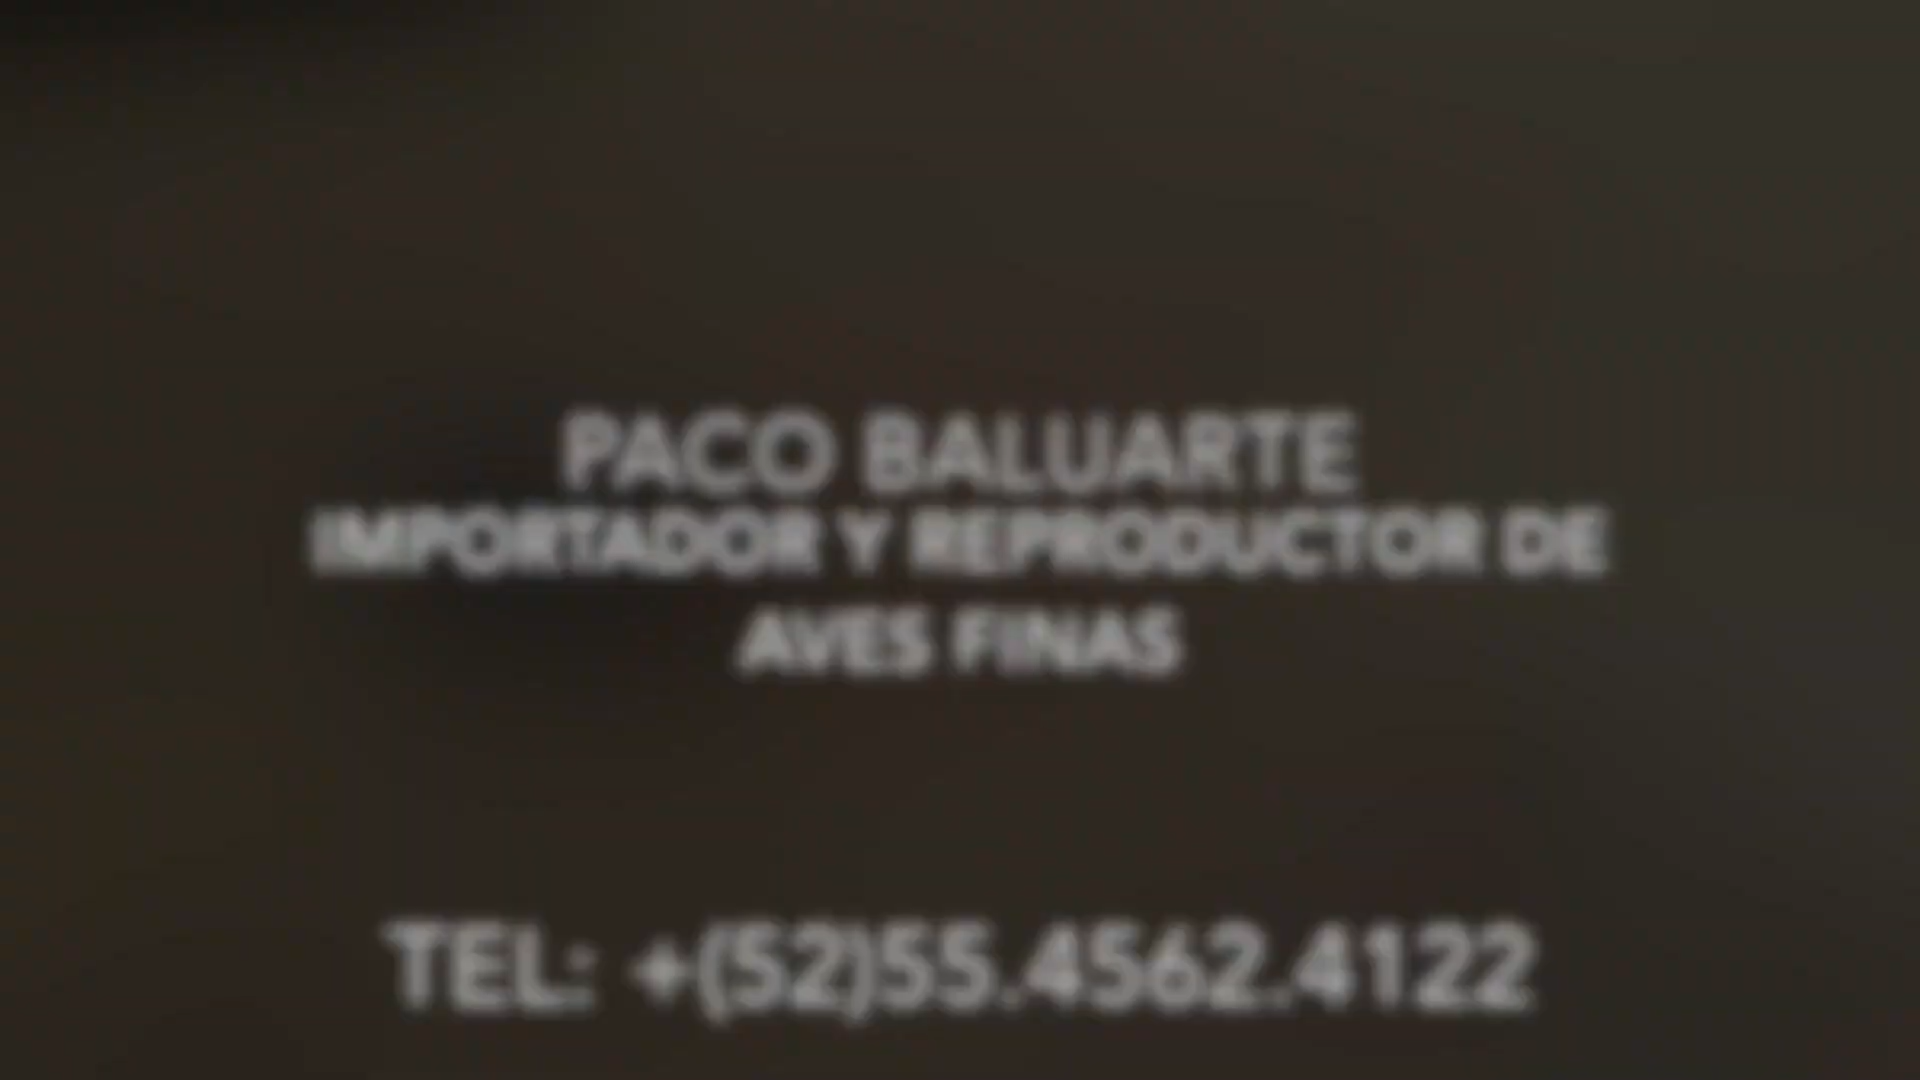 PACO BALUARTE
IMPORTADOR Y REPRODUCTOR DE
AVES FINAS
TEL: +(52)55.4562.4122